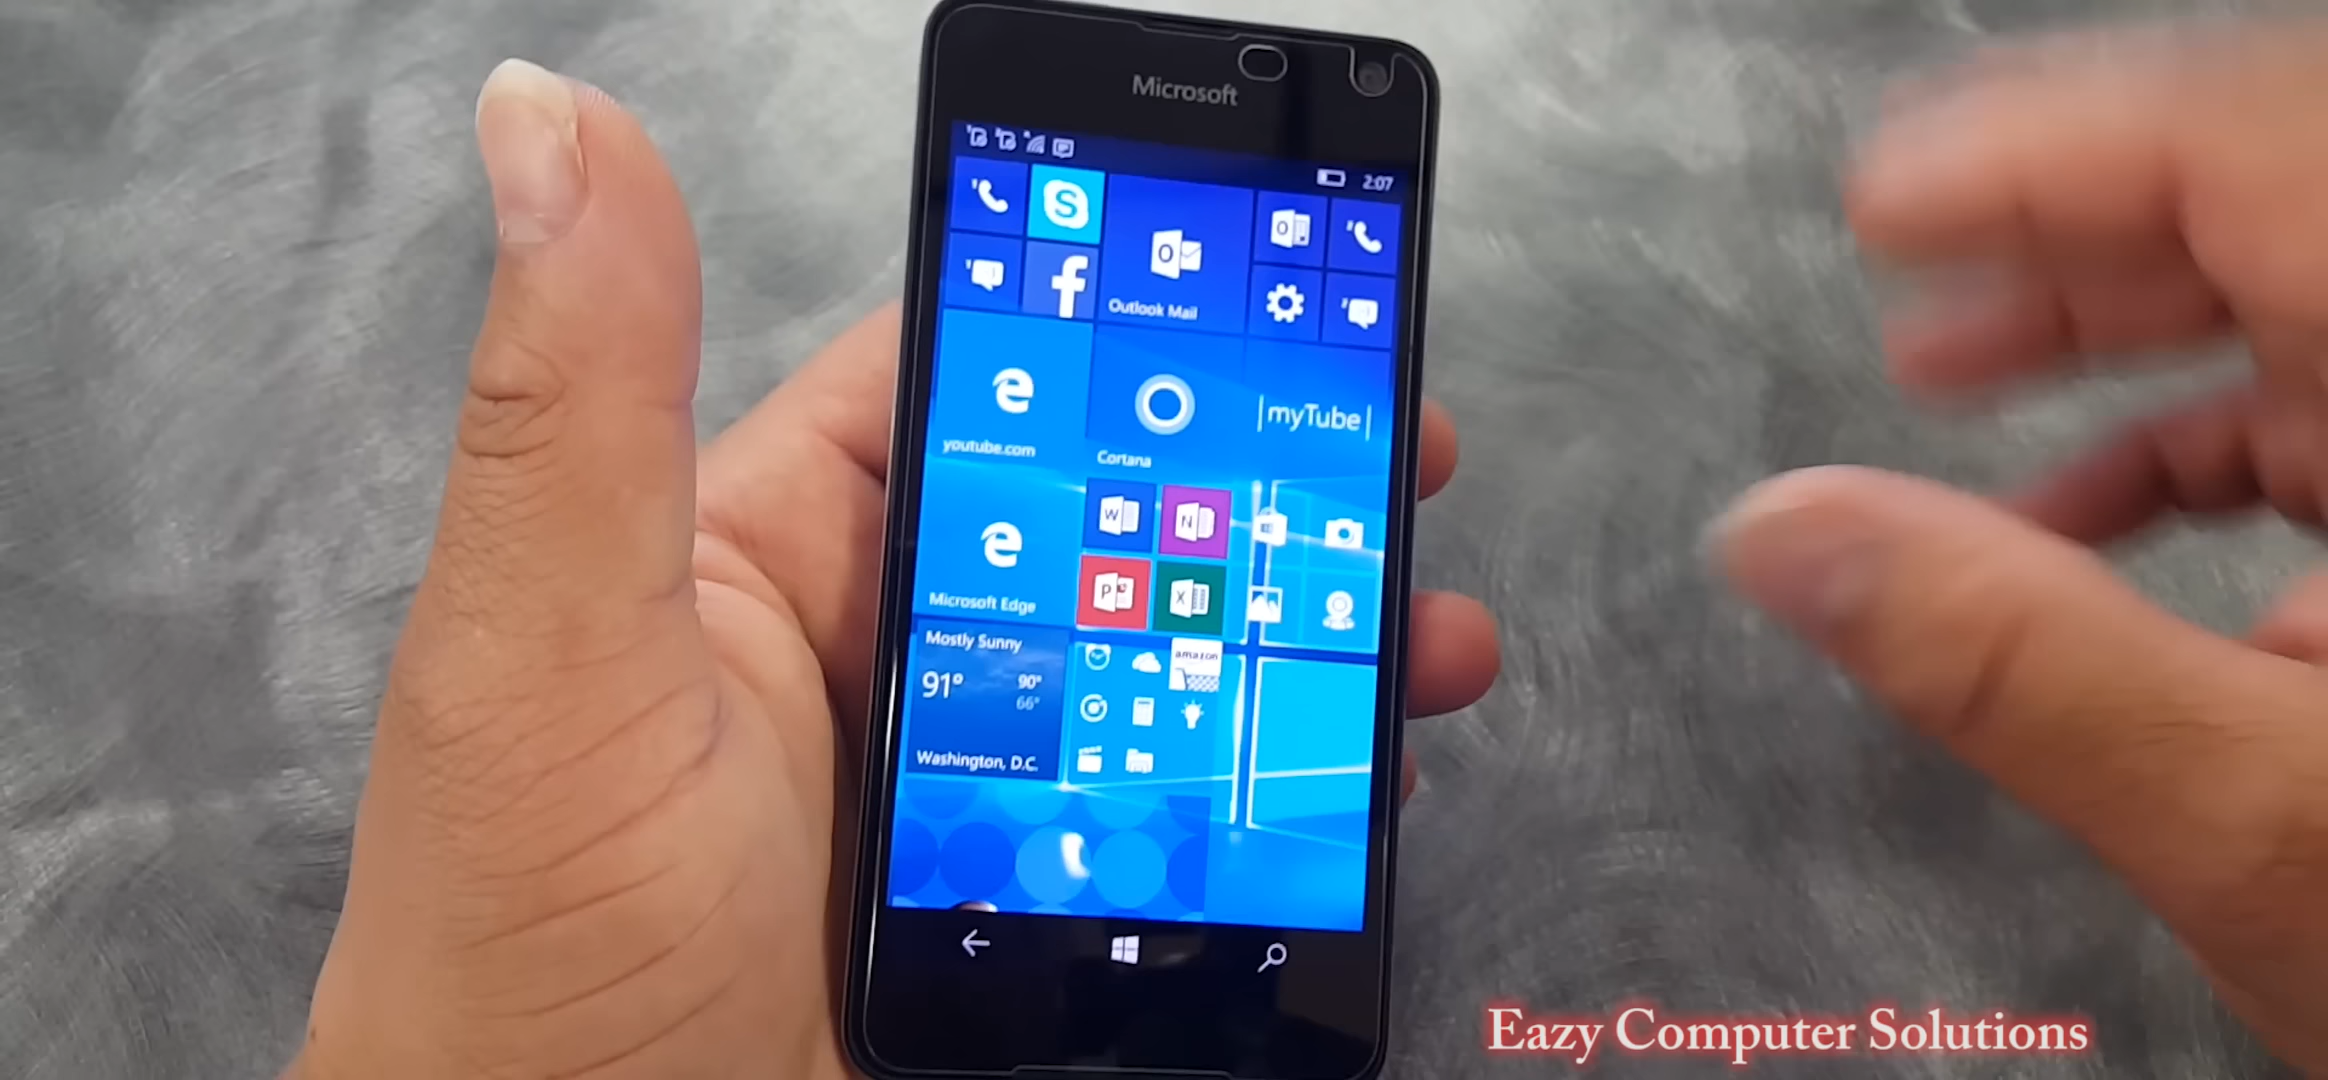 Microsoft
2:07
Outlook Mail
youtube.com
Cortana
|myTube|
Microsoft Edge
Mostly Sunny
91°
90°
66°
Washington, D.C.
amazon
Eazy Computer Solutions